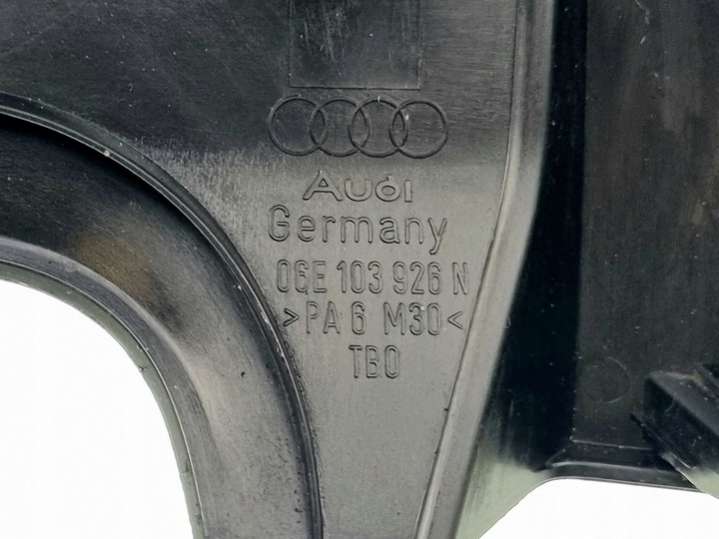 Audi
Germany
06E 103 926 N
>PA 6 M30<
TBO